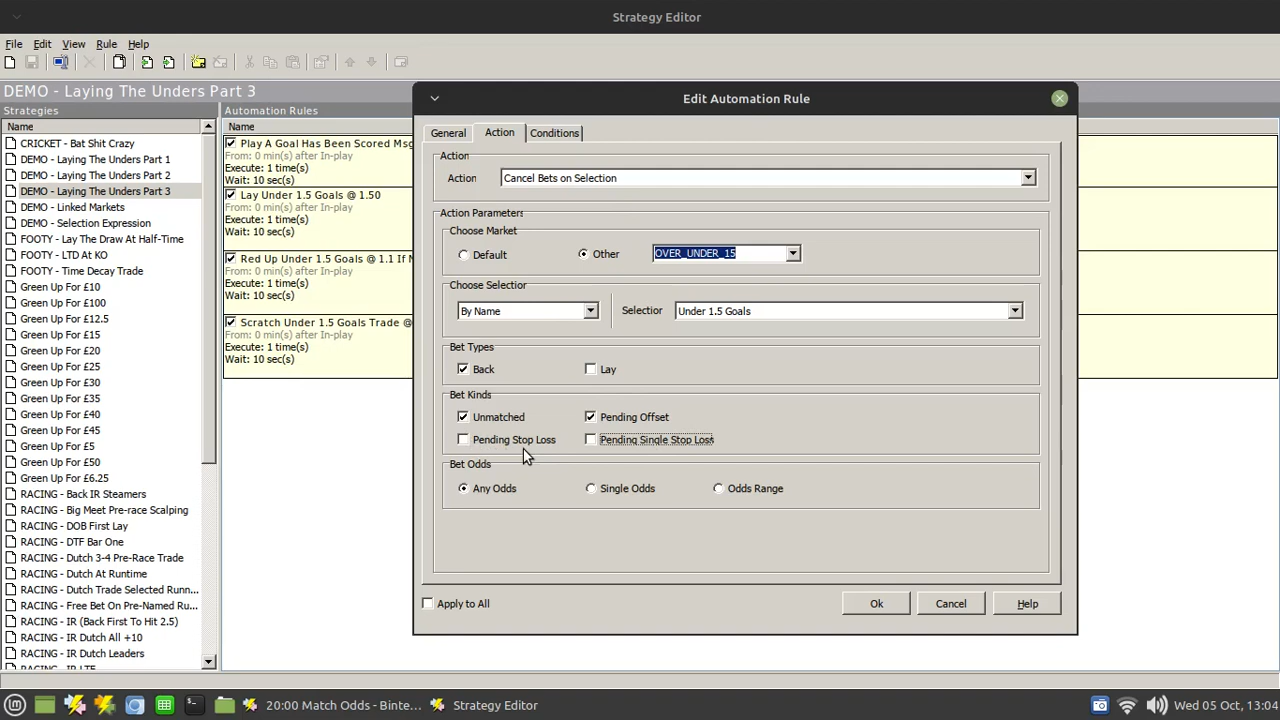 Strategy Editor
File Edit View Rule Help
DEMO - Laying The Unders Part 3
Strategies
Name
CRICKET - Bat Shit Crazy
DEMO - Laying The Unders Part 1
DEMO - Laying The Unders Part 2
DEMO - Laying The Unders Part 3
DEMO - Linked Markets
DEMO - Selection Expression
FOOTY - Lay The Draw At Half-Time
FOOTY - LTD At KO
FOOTY - Time Decay Trade
Green Up For £10
Green Up For £100
Green Up For £12.5
Green Up For £15
Green Up For £20
Green Up For £25
Green Up For £30
Green Up For £35
Green Up For £40
Green Up For £45
Green Up For £5
Green Up For £50
Green Up For £6.25
RACING - Back IR Steamers
RACING - Big Meet Pre-race Scalping
RACING - DOB First Lay
RACING - DTF Bar One
RACING - Dutch 3-4 Pre-Race Trade
RACING - Dutch At Runtime
RACING - Dutch Trade Selected Runn...
RACING - Free Bet On Pre-Named Ru...
RACING - IR (Back First To Hit 2.5)
RACING - IR Dutch All +10
RACING - IR Dutch Leaders
RACING - IR LTF
Automation Rules
Name
Play A Goal Has Been Scored Msg
From: 0 min(s) after In-play
Execute: 1 time(s)
Wait: 10 sec(s)
Lay Under 1.5 Goals @ 1.50
From: 0 min(s) after In-play
Execute: 1 time(s)
Wait: 10 sec(s)
Red Up Under 1.5 Goals @ 1.1 If N
From: 0 min(s) after In-play
Execute: 1 time(s)
Wait: 10 sec(s)
Scratch Under 1.5 Goals Trade @
From: 0 min(s) after In-play
Execute: 1 time(s)
Wait: 10 sec(s)
Edit Automation Rule
General Action Conditions
Action
Action Cancel Bets on Selection
Action Parameters
Choose Market
Default Other OVER_UNDER_15
Choose Selection
By Name Selection Under 1.5 Goals
Bet Types
Back Lay
Bet Kinds
Unmatched Pending Offset
Pending Stop Loss Pending Single Stop Loss
Bet Odds
Any Odds Single Odds Odds Range
Apply to All Ok Cancel Help
20:00 Match Odds - Binte... Strategy Editor Wed 05 Oct, 13:04